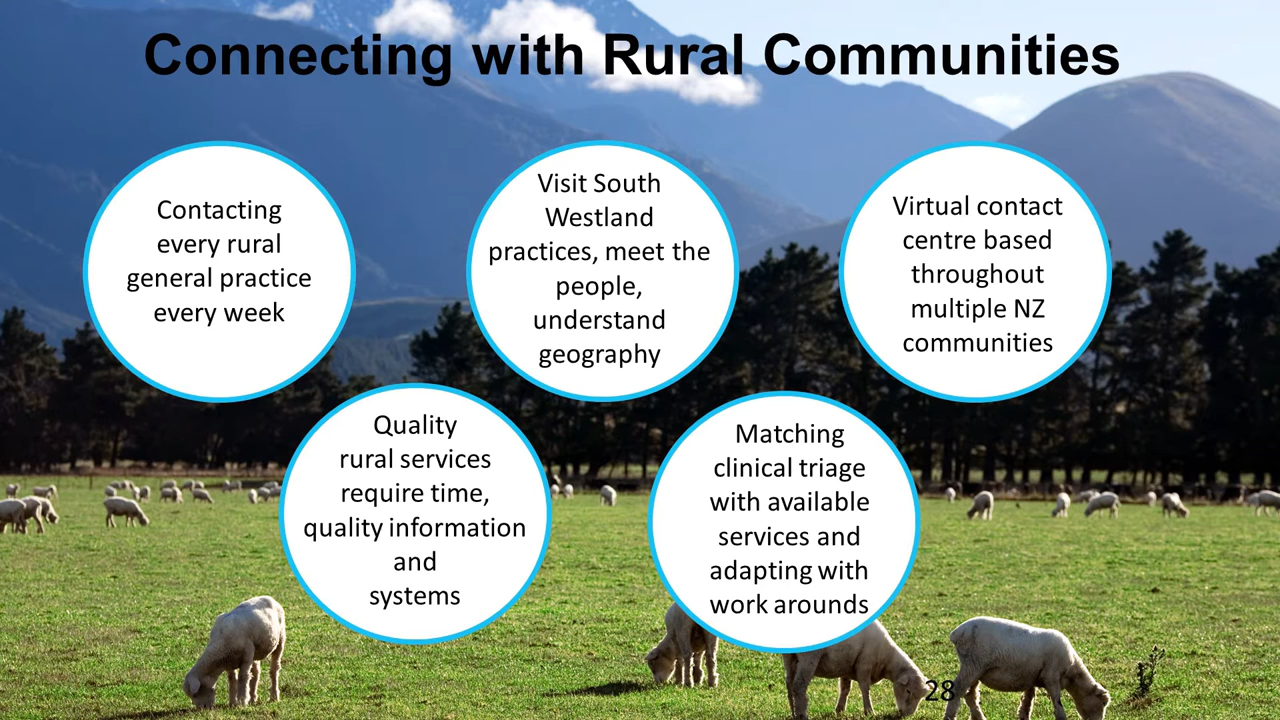 Connecting with Rural Communities
Contacting
every rural
general practice
every week
Visit South
Westland
practices, meet the
people,
understand
geography
Virtual contact
centre based
throughout
multiple NZ
communities
Quality
rural services
require time,
quality information
and
systems
Matching
clinical triage
with available
services and
adapting with
work arounds
28